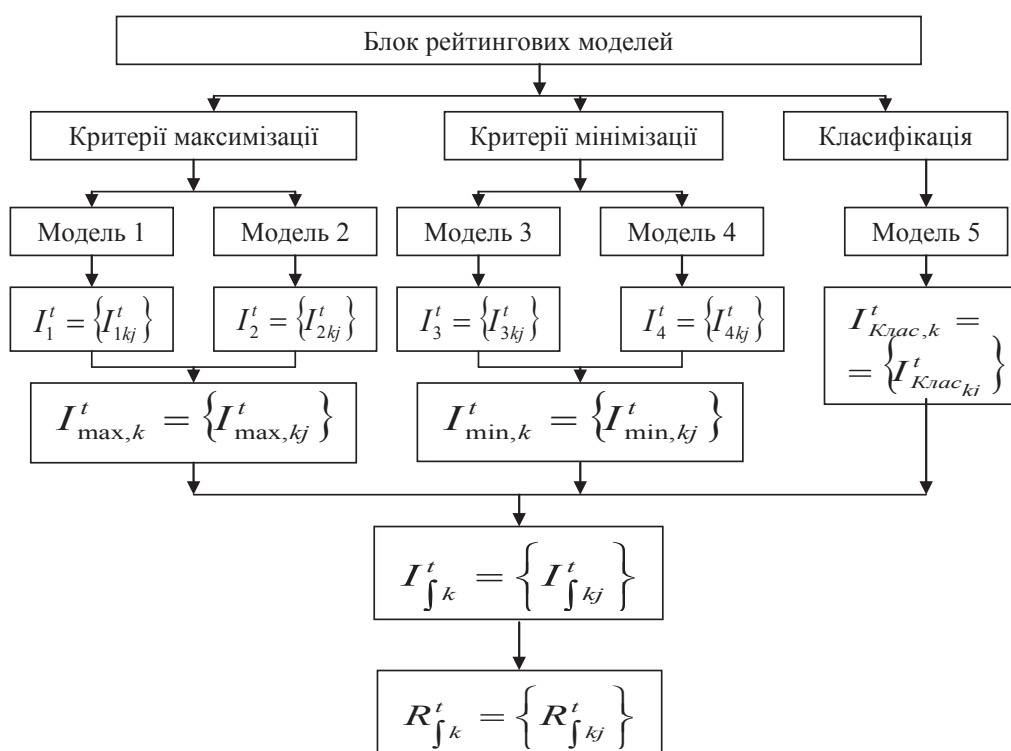 Блок рейтингових моделей
Критерії максимізації
Критерії мінімізації
Класифікація
Модель 1
Модель 2
Модель 3
Модель 4
Модель 5
I_1^t = {I_{1kj}^t}
I_2^t = {I_{2kj}^t}
I_3^t = {I_{3kj}^t}
I_4^t = {I_{4kj}^t}
I_{Клас,k}^t =
= {I_{Клас_{kj}}^t}
I_{max,k}^t = {I_{max,kj}^t}
I_{min,k}^t = {I_{min,kj}^t}
I_{∫k}^t = {I_{∫kj}^t}
R_{∫k}^t = {R_{∫kj}^t}